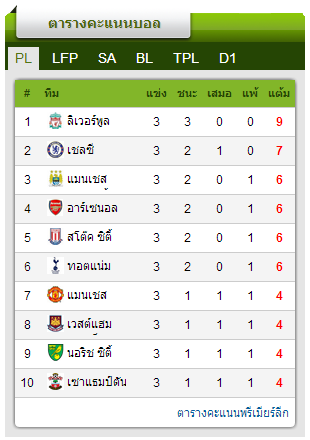 ตารางคะแนนบอล
PL LFP SA BL TPL D1
# ทีม แข่ง ชนะ เสมอ แพ้ แต้ม
1 ลิเวอร์พูล 3 3 0 0 9
2 เชลซี 3 2 1 0 7
3 แมนเชส 3 2 0 1 6
4 อาร์เซนอล 3 2 0 1 6
5 สโต๊ค ซิตี้ 3 2 0 1 6
6 ทอตแน่ม 3 2 0 1 6
7 แมนเชส 3 1 1 1 4
8 เวสต์แฮม 3 1 1 1 4
9 นอริช ซิตี้ 3 1 1 1 4
10 เซาแธมป์ตัน 3 1 1 1 4
ตารางคะแนนพรีเมียร์ลีก